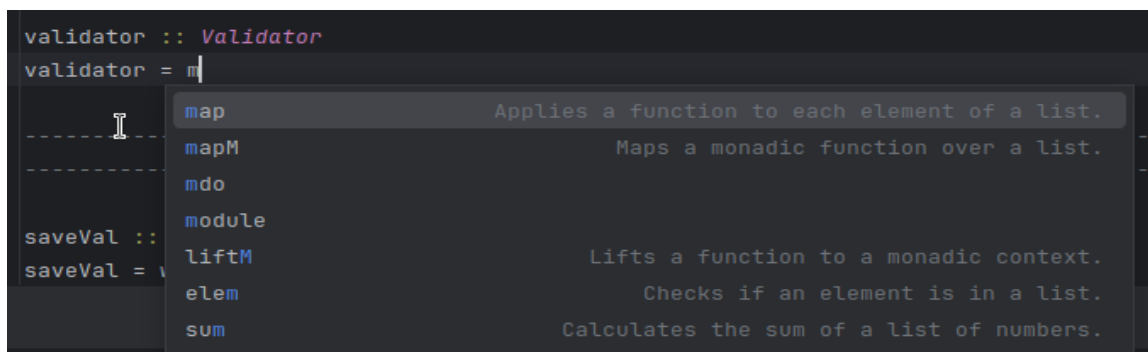 validator :: Validator
validator = m
map Applies a function to each element of a list.
mapM Maps a monadic function over a list.
mdo
module
saveVal ::
liftM Lifts a function to a monadic context.
saveVal =
elem Checks if an element is in a list.
sum Calculates the sum of a list of numbers.